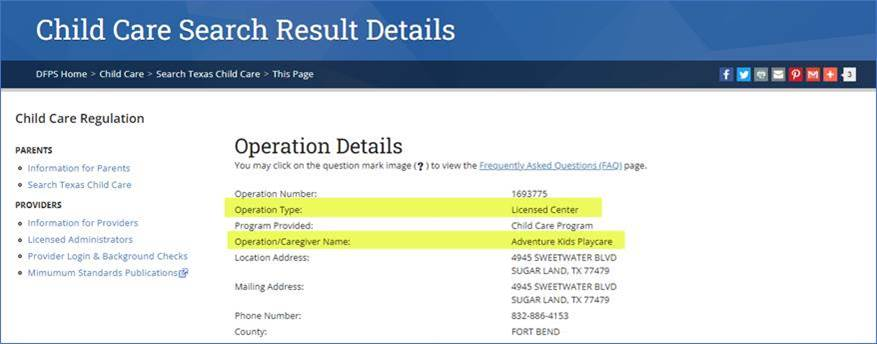 Child Care Search Result Details
DFPS Home > Child Care > Search Texas Child Care > This Page
3
Child Care Regulation
PARENTS
Information for Parents
Search Texas Child Care
PROVIDERS
Information for Providers
Licensed Administrators
Provider Login & Background Checks
Mimumum Standards Publications
Operation Details
You may click on the question mark image (?) to view the Frequently Asked Questions (FAQ) page.
Operation Number: 1693775
Operation Type: Licensed Center
Program Provided: Child Care Program
Operation/Caregiver Name: Adventure Kids Playcare
Location Address: 4945 SWEETWATER BLVD
SUGAR LAND, TX 77479
Mailing Address: 4945 SWEETWATER BLVD
SUGAR LAND, TX 77479
Phone Number: 832-886-4153
County: FORT BEND